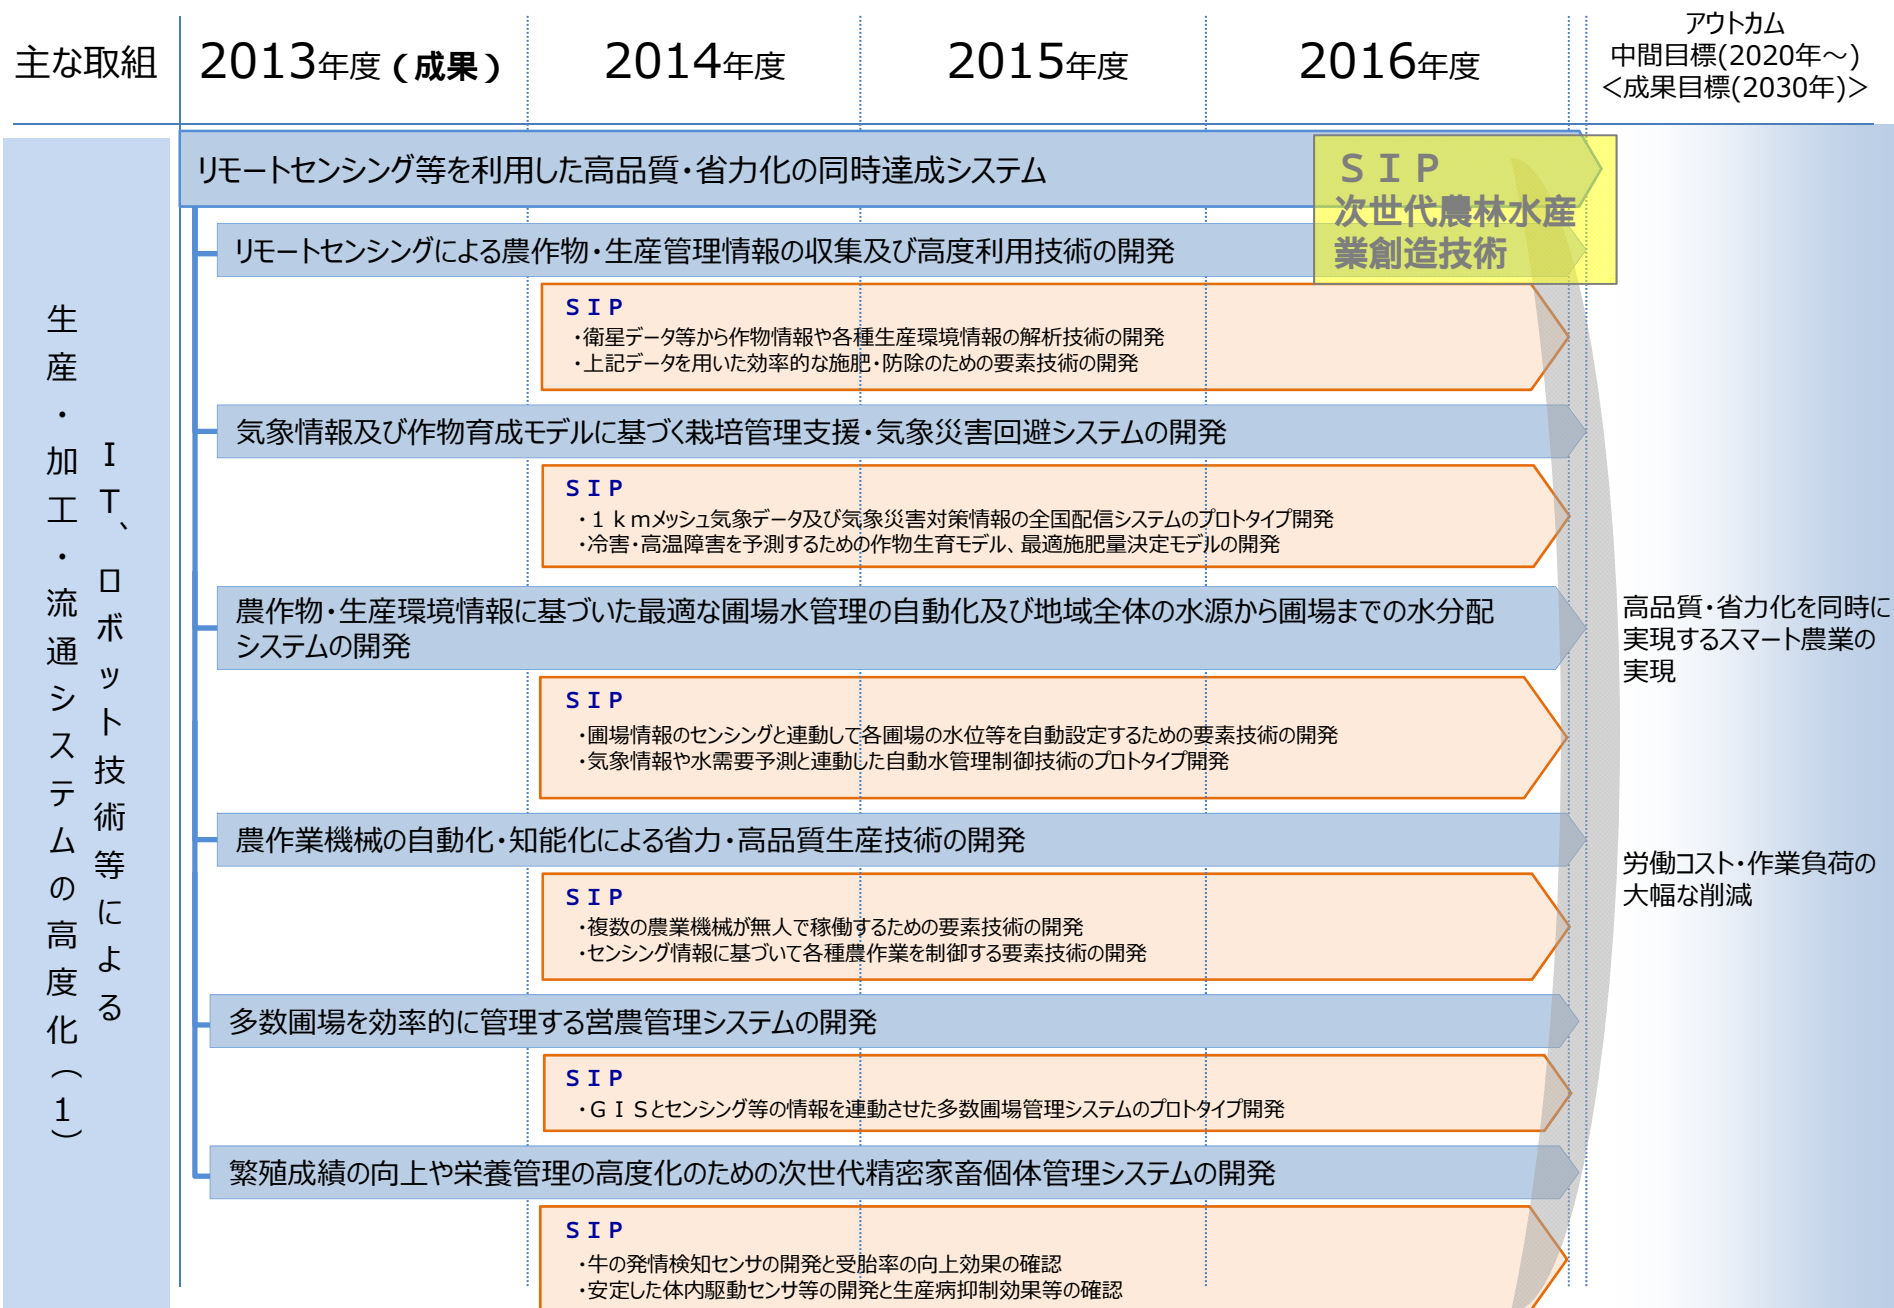 主な取組
2013年度(成果)
2014年度
2015年度
2016年度
アウトカム
中間目標(2020年～)
＜成果目標(2030年)＞
ＩＴ、ロボット技術等による
生産・加工・流通システムの高度化（１）
リモートセンシング等を利用した高品質・省力化の同時達成システム
ＳＩＰ
次世代農林水産
業創造技術
リモートセンシングによる農作物・生産管理情報の収集及び高度利用技術の開発
ＳＩＰ
・衛星データ等から作物情報や各種生産環境情報の解析技術の開発
・上記データを用いた効率的な施肥・防除のための要素技術の開発
気象情報及び作物育成モデルに基づく栽培管理支援・気象災害回避システムの開発
ＳＩＰ
・１ｋｍメッシュ気象データ及び気象災害対策情報の全国配信システムのプロトタイプ開発
・冷害・高温障害を予測するための作物生育モデル、最適施肥量決定モデルの開発
農作物・生産環境情報に基づいた最適な圃場水管理の自動化及び地域全体の水源から圃場までの水分配
システムの開発
ＳＩＰ
・圃場情報のセンシングと連動して各圃場の水位等を自動設定するための要素技術の開発
・気象情報や水需要予測と連動した自動水管理制御技術のプロトタイプ開発
農作業機械の自動化・知能化による省力・高品質生産技術の開発
ＳＩＰ
・複数の農業機械が無人で稼働するための要素技術の開発
・センシング情報に基づいて各種農作業を制御する要素技術の開発
多数圃場を効率的に管理する営農管理システムの開発
ＳＩＰ
・ＧＩＳとセンシング等の情報を連動させた多数圃場管理システムのプロトタイプ開発
繁殖成績の向上や栄養管理の高度化のための次世代精密家畜個体管理システムの開発
ＳＩＰ
・牛の発情検知センサの開発と受胎率の向上効果の確認
・安定した体内駆動センサ等の開発と生産病抑制効果等の確認
高品質・省力化を同時に
実現するスマート農業の
実現
労働コスト・作業負荷の
大幅な削減